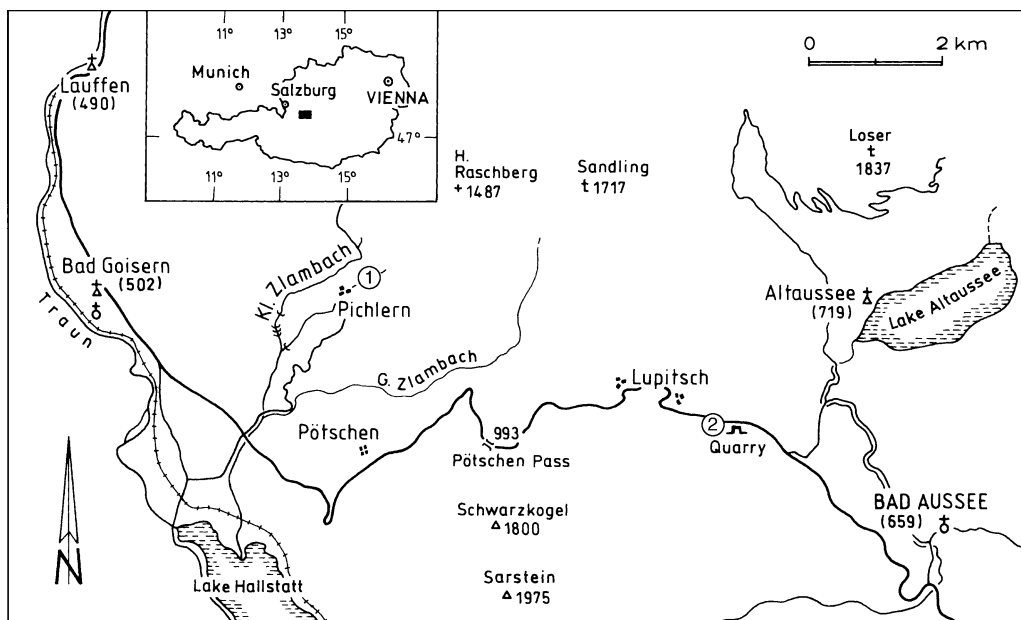 11° 13° 15°
Munich
Salzburg
VIENNA
47°
11° 13° 15°
0 2 km
Lauffen
(490)
H.
Raschberg
+ 1487
Sandling
t 1717
Loser
t
1837
Bad Goisern
(502)
Traun
Kl. Zlambach
1
Pichlern
G. Zlambach
Altaussee
(719)
Lake Altaussee
Lupitsch
2
Quarry
Pötschen
993
Pötschen Pass
Schwarzkogel
△ 1800
BAD AUSSEE
(659)
Sarstein
△ 1975
Lake Hallstatt
N